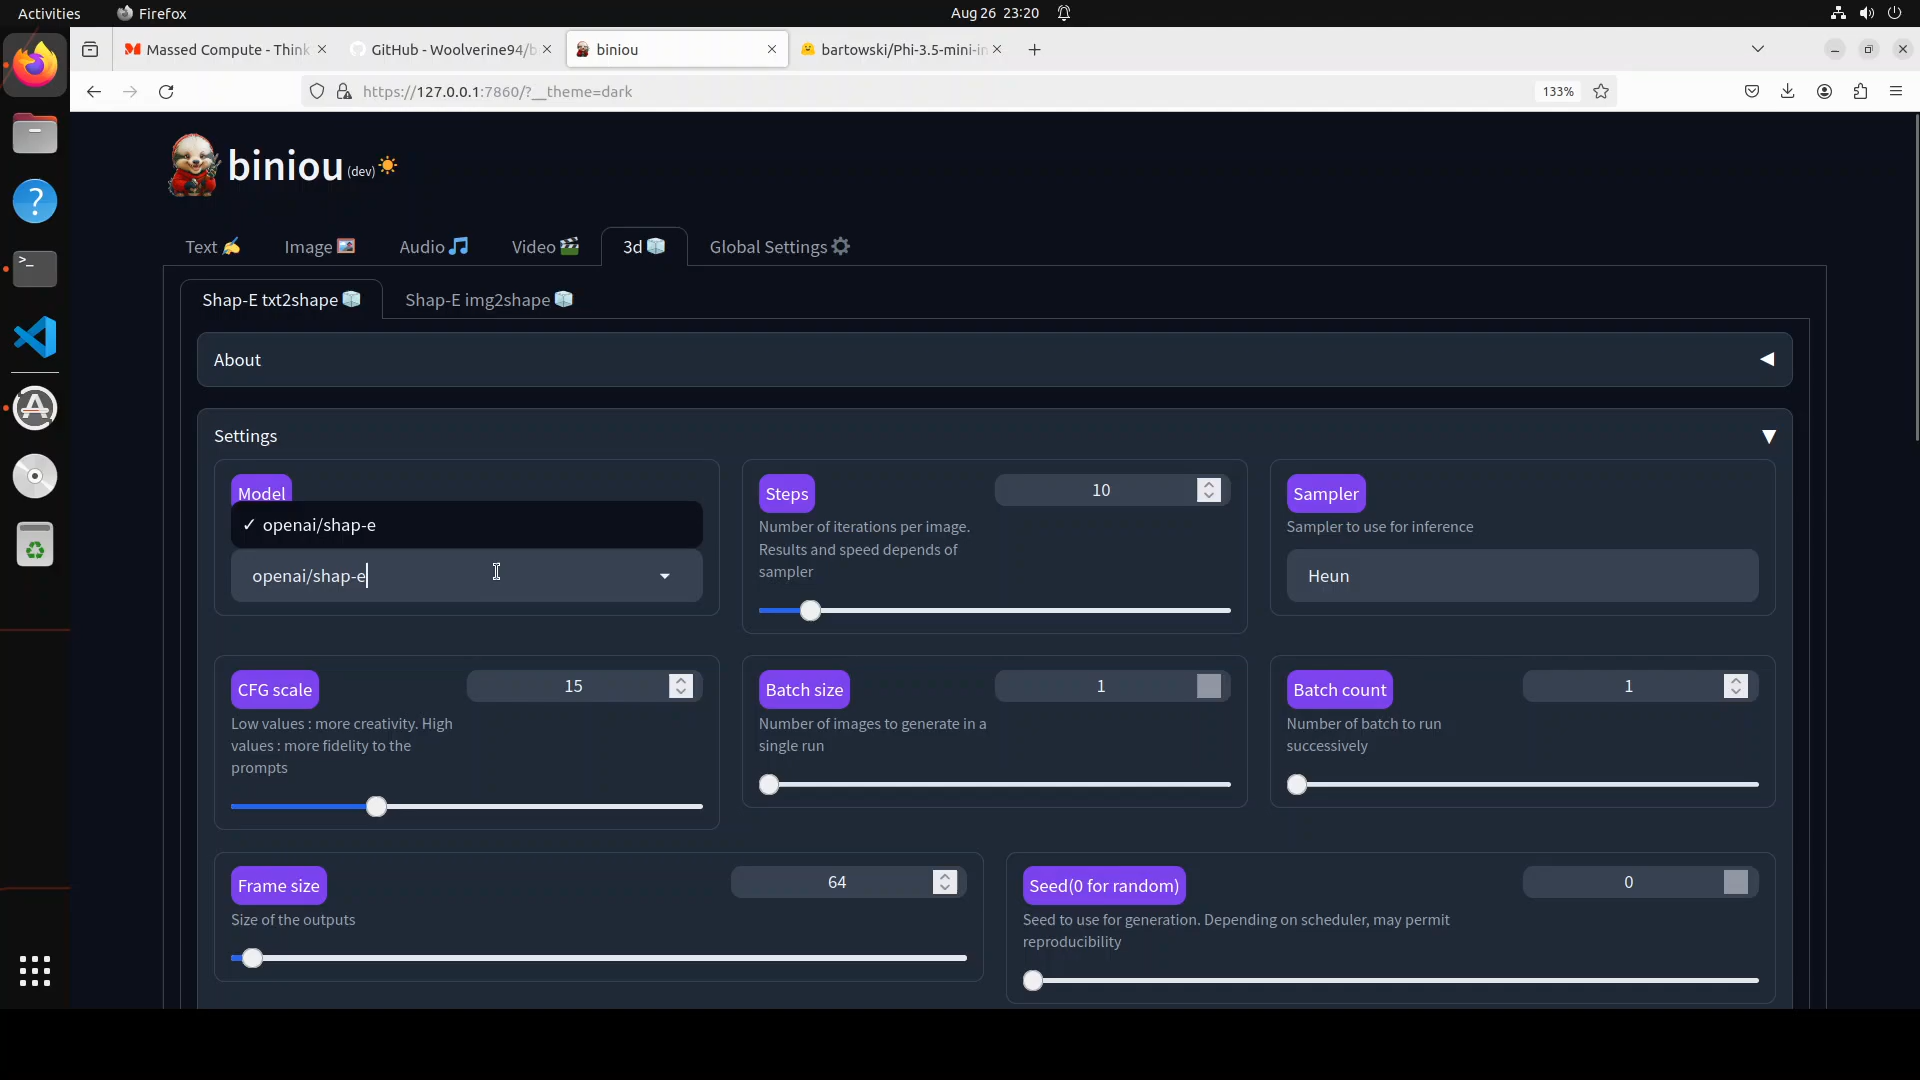 Activities
Firefox
Aug 26 23:20
Massed Compute - Think
GitHub - Woolverine94/b
biniou
bartowski/Phi-3.5-mini-in
https://127.0.0.1:7860/?__theme=dark
133%
biniou (dev)
Text
Image
Audio
Video
3d
Global Settings
Shap-E txt2shape
Shap-E img2shape
About
Settings
Model
✓ openai/shap-e
openai/shap-e
Steps
10
Number of iterations per image.
Results and speed depends of
sampler
Sampler
Sampler to use for inference
Heun
CFG scale
15
Low values : more creativity. High
values : more fidelity to the
prompts
Batch size
1
Number of images to generate in a
single run
Batch count
1
Number of batch to run
successively
Frame size
64
Size of the outputs
Seed(0 for random)
0
Seed to use for generation. Depending on scheduler, may permit
reproducibility